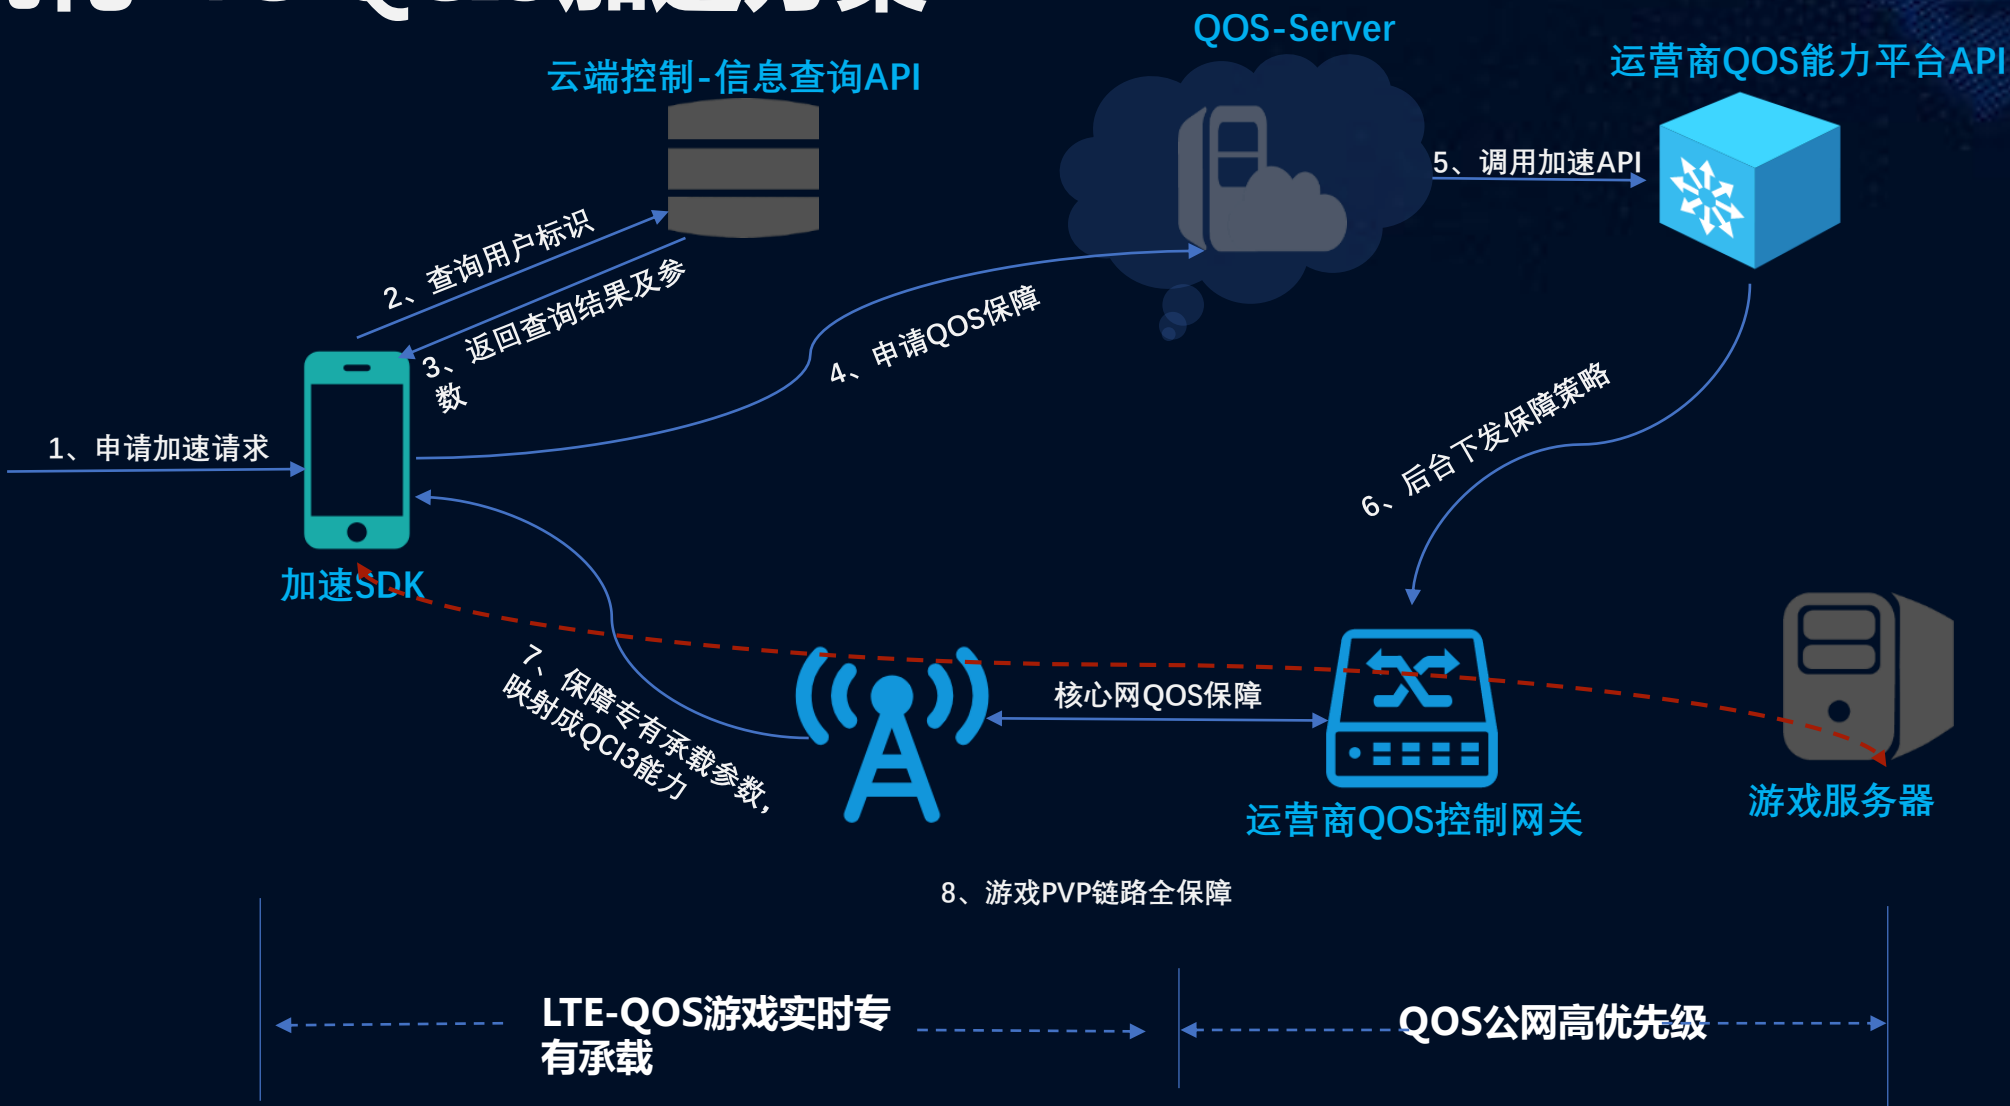 加速方案
QOS-Server
云端控制-信息查询API
运营商QOS能力平台API
5、调用加速API
2、查询用户标识
3、返回查询结果及参
数
4、申请QOS保障
1、申请加速请求
6、后台下发保障策略
加速SDK
7、保障专有承载参数，
映射成QCI3能力
核心网QOS保障
运营商QOS控制网关
游戏服务器
8、游戏PVP链路全保障
LTE-QOS游戏实时专
有承载
QOS公网高优先级